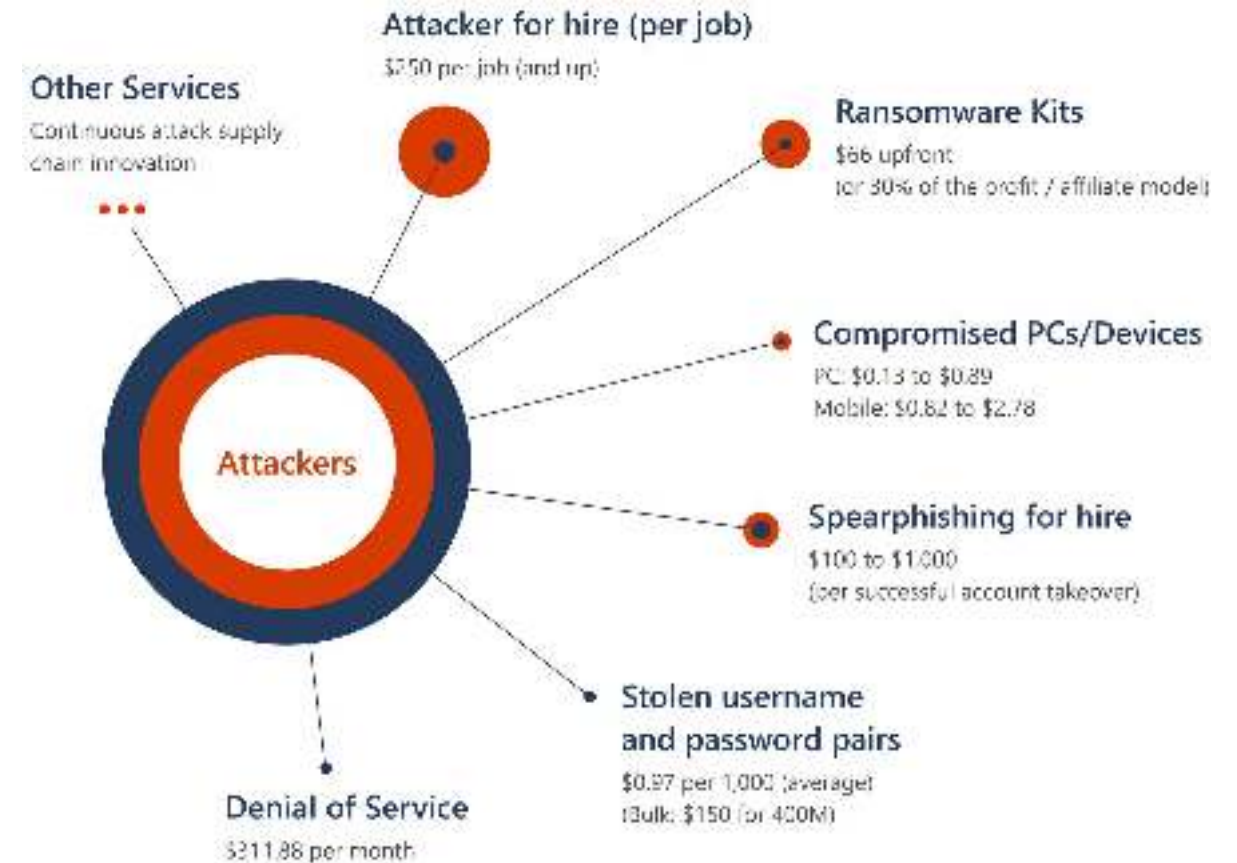 Attacker for hire (per job)
$250 per job (and up)
Other Services
Continuous attack supply
chain innovation
Ransomware Kits
$66 upfront
(or 30% of the profit / affiliate model)
Compromised PCs/Devices
PC: $0.13 to $0.89
Mobile: $0.82 to $2.78
Attackers
Spearphishing for hire
$100 to $1,000
(per successful account takeover)
Stolen username
and password pairs
$0.97 per 1,000 (average)
(Bulk: $150 for 400M)
Denial of Service
$311.88 per month